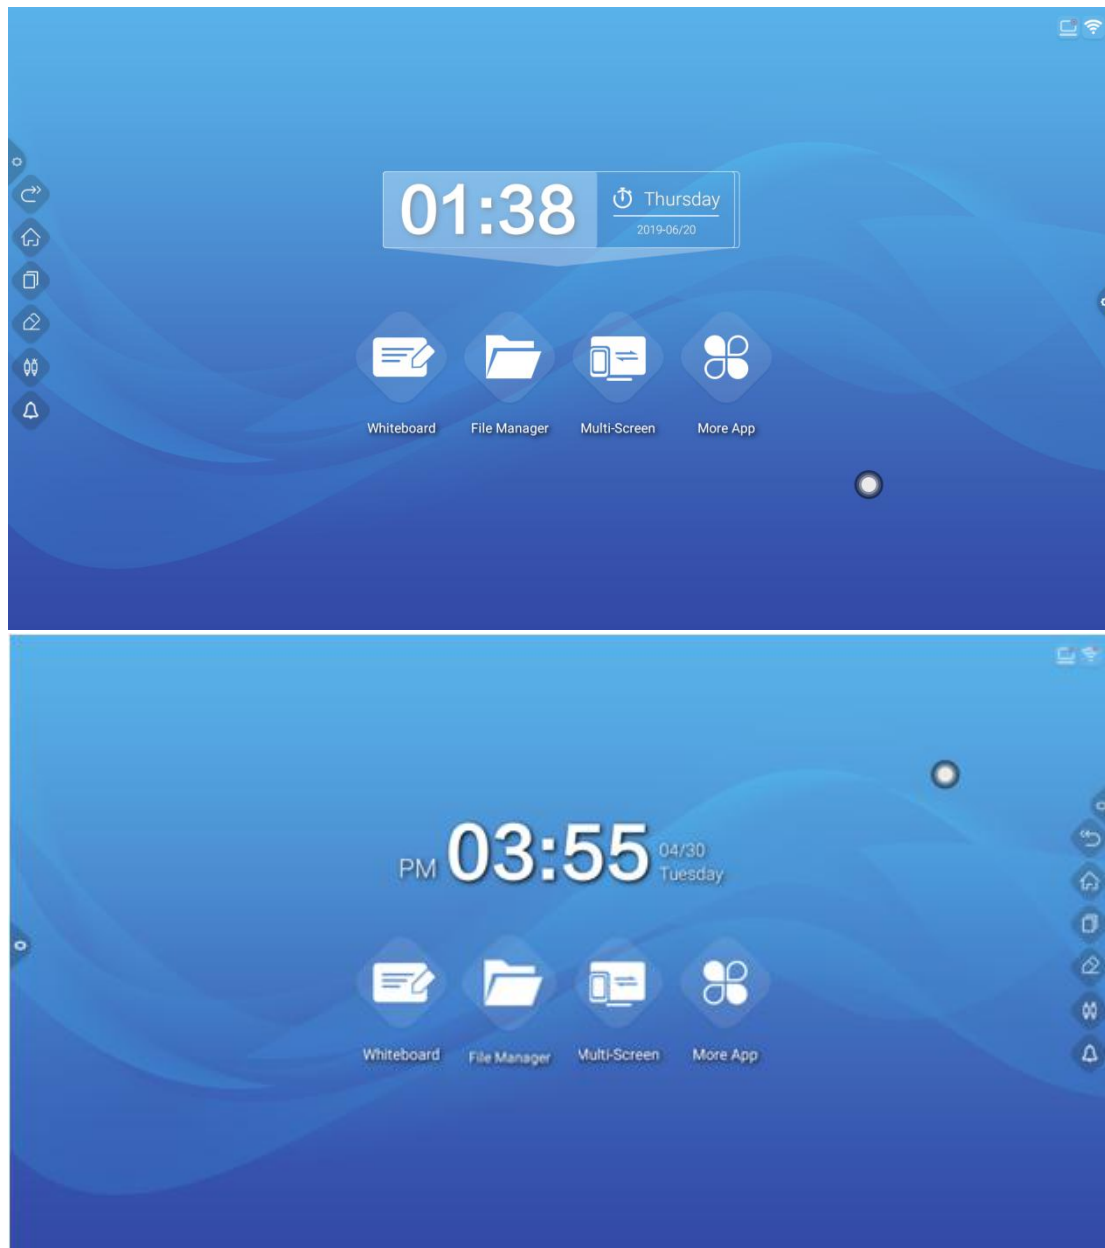 01:38
Thursday
2019-06/20
Whiteboard File Manager Multi-Screen More App
PM 03:55 04/30
Tuesday
Whiteboard File Manager Multi-Screen More App